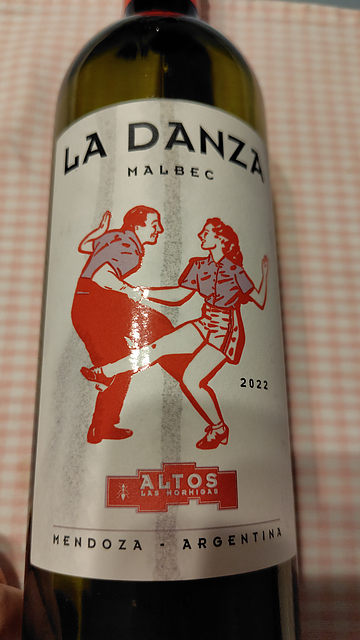 LA DANZA
MALBEC
2022
ALTOS
LAS HORMIGAS
MENDOZA - ARGENTINA